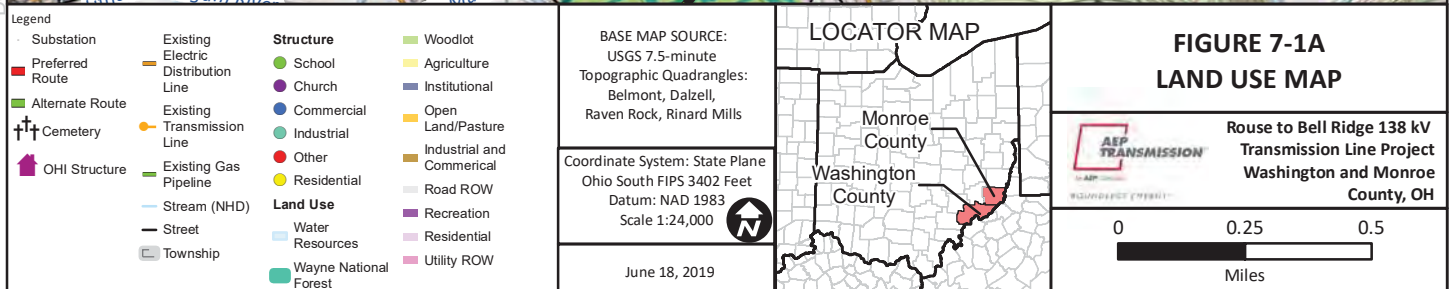 Legend
Substation
Preferred
Route
Alternate Route
Cemetery
OHI Structure
Existing
Electric
Distribution
Line
Existing
Transmission
Line
Existing Gas
Pipeline
Stream (NHD)
Street
Township
Structure
School
Church
Commercial
Industrial
Other
Residential
Land Use
Water
Resources
Wayne National
Forest
Woodlot
Agriculture
Institutional
Open
Land/Pasture
Industrial and
Commerical
Road ROW
Recreation
Residential
Utility ROW
BASE MAP SOURCE:
USGS 7.5-minute
Topographic Quadrangles:
Belmont, Dalzell,
Raven Rock, Rinard Mills
Coordinate System: State Plane
Ohio South FIPS 3402 Feet
Datum: NAD 1983
Scale 1:24,000
N
June 18, 2019
LOCATOR MAP
Monroe
County
Washington
County
FIGURE 7-1A
LAND USE MAP
AEP
TRANSMISSION
Rouse to Bell Ridge 138 kV
Transmission Line Project
Washington and Monroe
County, OH
0 0.25 0.5
Miles